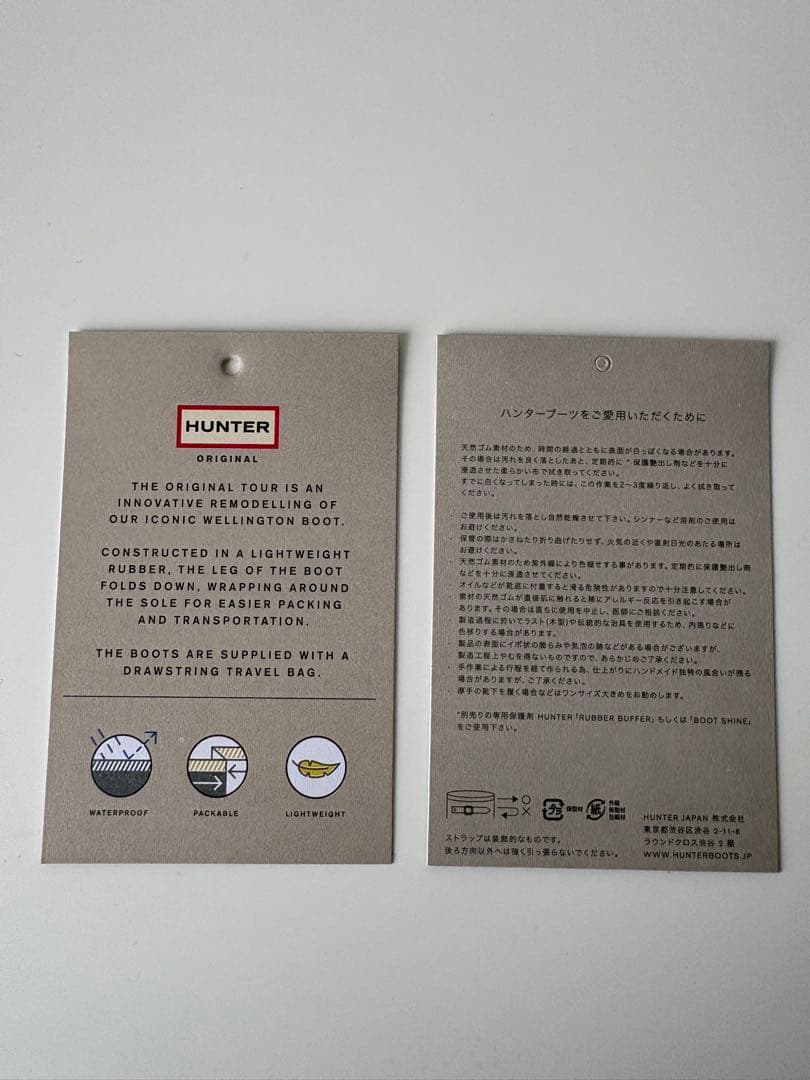 HUNTER
ORIGINAL
THE ORIGINAL TOUR IS AN
INNOVATIVE REMODELLING OF
OUR ICONIC WELLINGTON BOOT.
CONSTRUCTED IN A LIGHTWEIGHT
RUBBER, THE LEG OF THE BOOT
FOLDS DOWN, WRAPPING AROUND
THE SOLE FOR EASIER PACKING
AND TRANSPORTATION.
THE BOOTS ARE SUPPLIED WITH A
DRAWSTRING TRAVEL BAG.
WATERPROOF
PACKABLE
LIGHTWEIGHT
ハンターブーツをご愛用いただくために
天然ゴム素材のため、時間の経過とともに表面が白っぽくなる場合があります。
その場合は汚れを良く落としたあと、定期的に * 保護艶出し剤などを十分に
浸透させた柔らかい布で拭き取ってください。
すでに白くなってしまった時には、この作業を2〜3度繰り返し、よく拭き取って
ください。
・ ご使用後は汚れを落とし自然乾燥させて下さい。シンナーなど溶剤のご使用は
お避けください。
・ 保管の際はかさねたり折り曲げたりせず、火気の近くや直射日光のあたる場所は
お避けください。
・ 天然ゴム素材のため紫外線により色褪せする事があります。定期的に保護艶出し剤
などを十分に浸透させてください。
・ オイルなどが靴底に付着すると滑る危険性がありますので十分注意してください。
・ 素材の天然ゴムが直接肌に触れると稀にアレルギー反応を引き起こす場合が
あります。その場合は直ちに使用を中止し、医師にご相談ください。
・ 製造過程に於いてラスト(木型)や伝統的な治具を使用するため、内張りなどに
色移りする場合があります。
・ 製品の表面にイボ状の膨らみや気泡の跡などがある場合がございますが、
製造工程上やむを得ないものですので、あらかじめご了承ください。
・ 手作業による行程を経て作られる為、仕上がりにハンドメイド独特の風合いが残る
場合がありますが、ご了承ください。
・ 厚手の靴下を履く場合などはワンサイズ大きめをお勧めします。
*別売りの専用保護剤 HUNTER「RUBBER BUFFER」もしくは「BOOT SHINE」
をご使用下さい。
プラ 保型材 紙 外箱 保型材 包装材
ストラップは装飾的なものです。
後ろ方向以外へは強く引っ張らないでください。
HUNTER JAPAN 株式会社
東京都渋谷区渋谷 2-11-6
ラウンドクロス渋谷 2 階
WWW.HUNTERBOOTS.JP